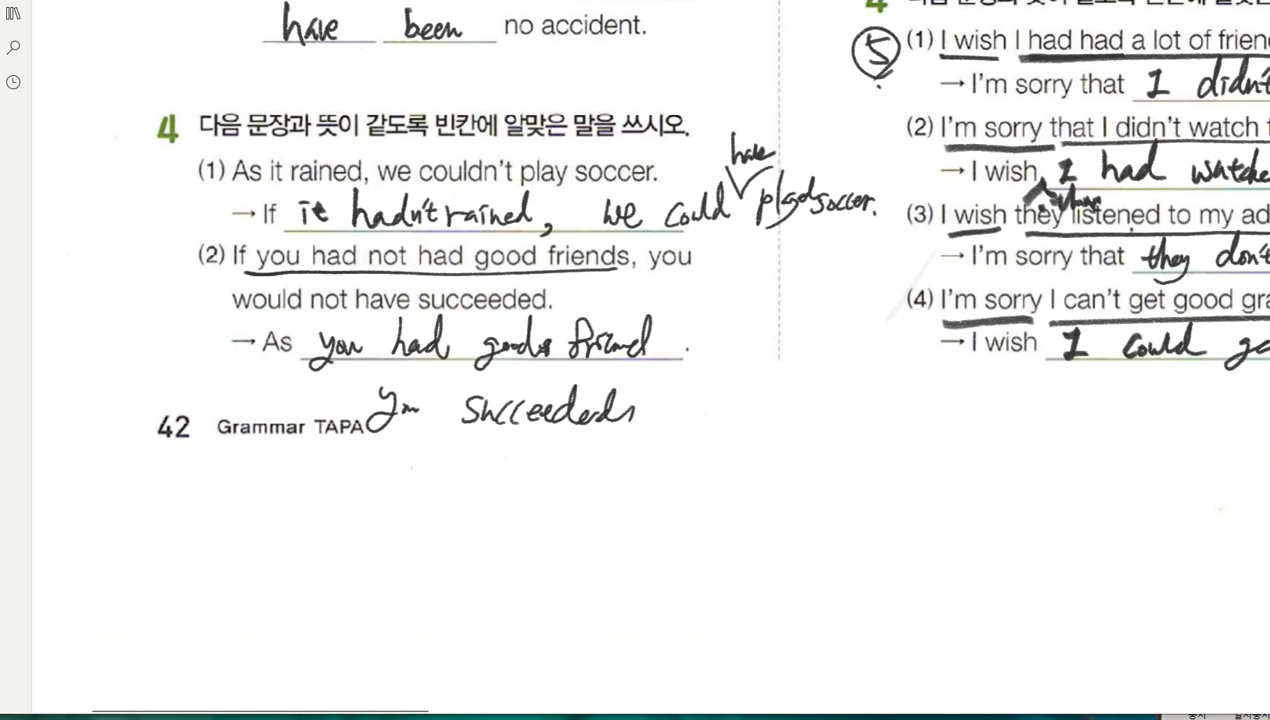 have been no accident.
4 다음 문장과 뜻이 같도록 빈칸에 알맞은 말을 쓰시오.
(1) As it rained, we couldn't play soccer.
have
→ If it hadn't rained, we could played soccer.
(2) If you had not had good friends, you
would not have succeeded.
→ As you had good friend .
you succeeded
42 Grammar TAPA
4
5
(1) I wish I had had a lot of frien
→ I'm sorry that I didn't
(2) I'm sorry that I didn't watch t
→ I wish I had watche
(3) I wish they listened to my ad
→ I'm sorry that they don't
(4) I'm sorry I can't get good gra
→ I wish I could ge